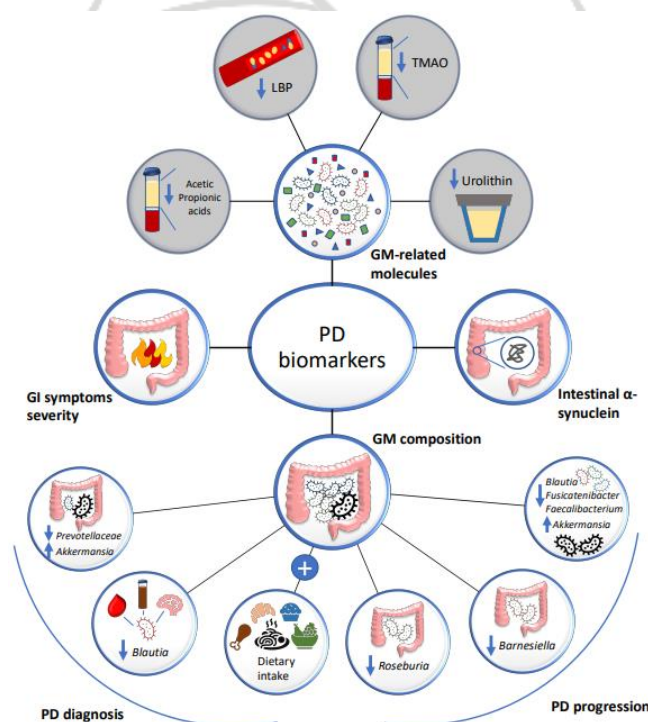 LBP
TMAO
Acetic
Propionic
acids
Urolithin
GM-related
molecules
PD
biomarkers
GI symptoms
severity
Intestinal α-
synuclein
GM composition
Prevotellaceae
Akkermansia
Blautia
Fusicatenibacter
Faecalibacterium
Akkermansia
Blautia
+
Dietary
intake
Roseburia
Barnesiella
PD diagnosis
PD progression